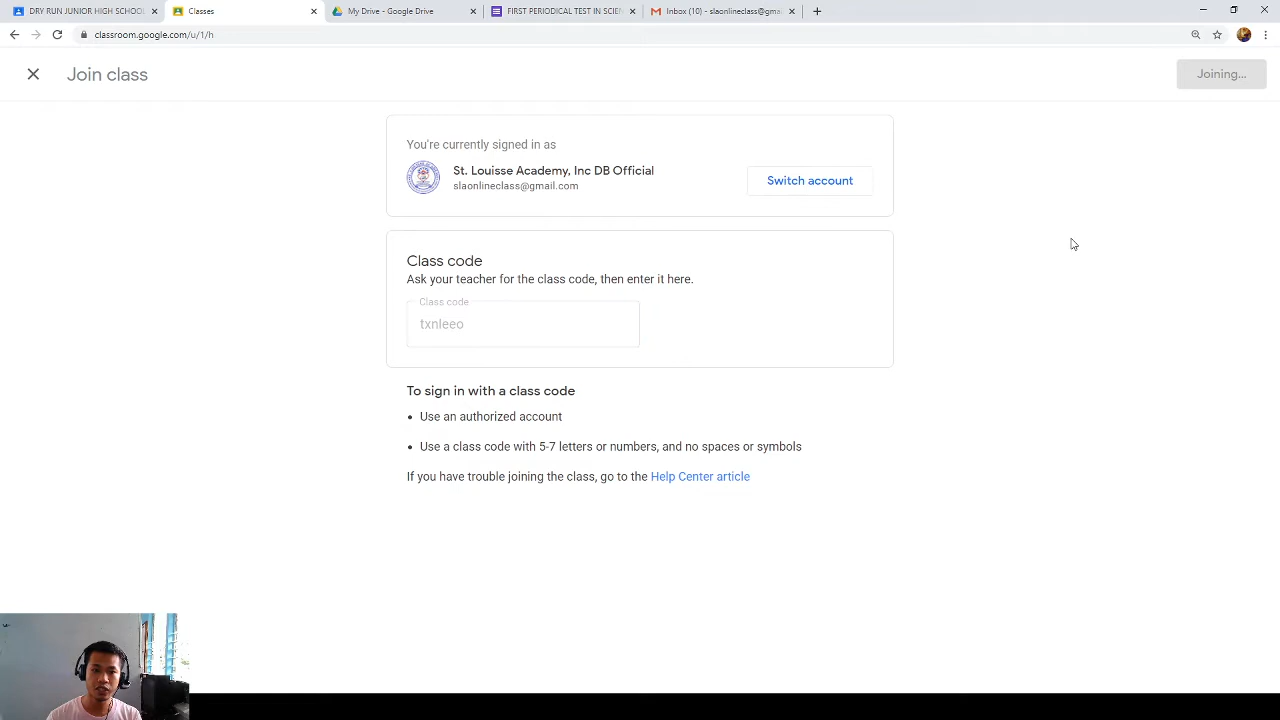 DRY RUN JUNIOR HIGH SCHOOL
Classes
My Drive - Google Drive
FIRST PERIODICAL TEST IN SCIEN
Inbox (10) - slaonlineclass@gma
classroom.google.com/u/1/h
Join class
Joining...
You're currently signed in as
St. Louisse Academy, Inc DB Official
slaonlineclass@gmail.com
Switch account
Class code
Ask your teacher for the class code, then enter it here.
Class code
txnleeo
To sign in with a class code
• Use an authorized account
• Use a class code with 5-7 letters or numbers, and no spaces or symbols
If you have trouble joining the class, go to the Help Center article